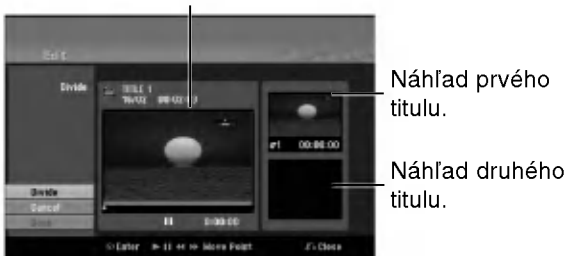 Edit
Divide
TITLE 1
Náhľad prvého
titulu.
#1 00:00:00
Náhľad druhého
titulu.
Divide
Cancel
0:00:00
Enter Move Point Close